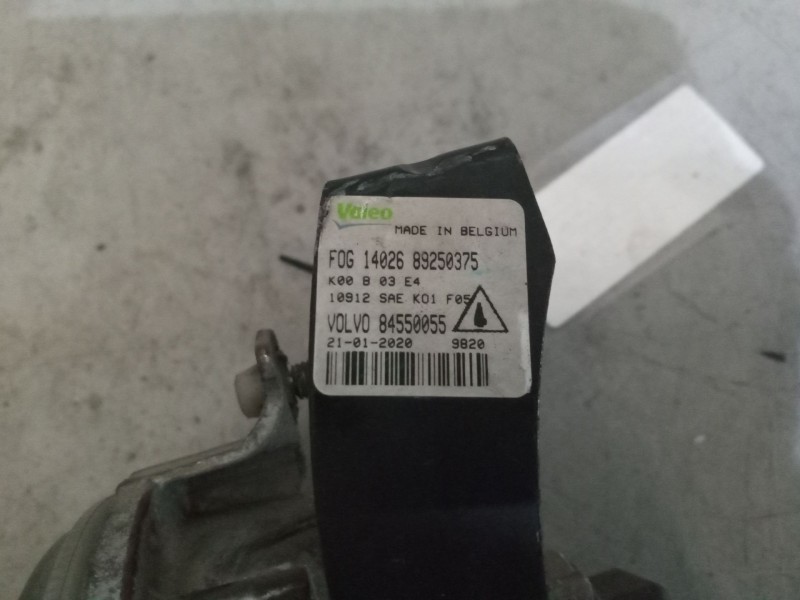 Valeo
MADE IN BELGIUM
FOG 14026 89250375
K00 B 03 E4
10912 SAE K01 F05
VOLVO 84550055
21-01-2020 9820